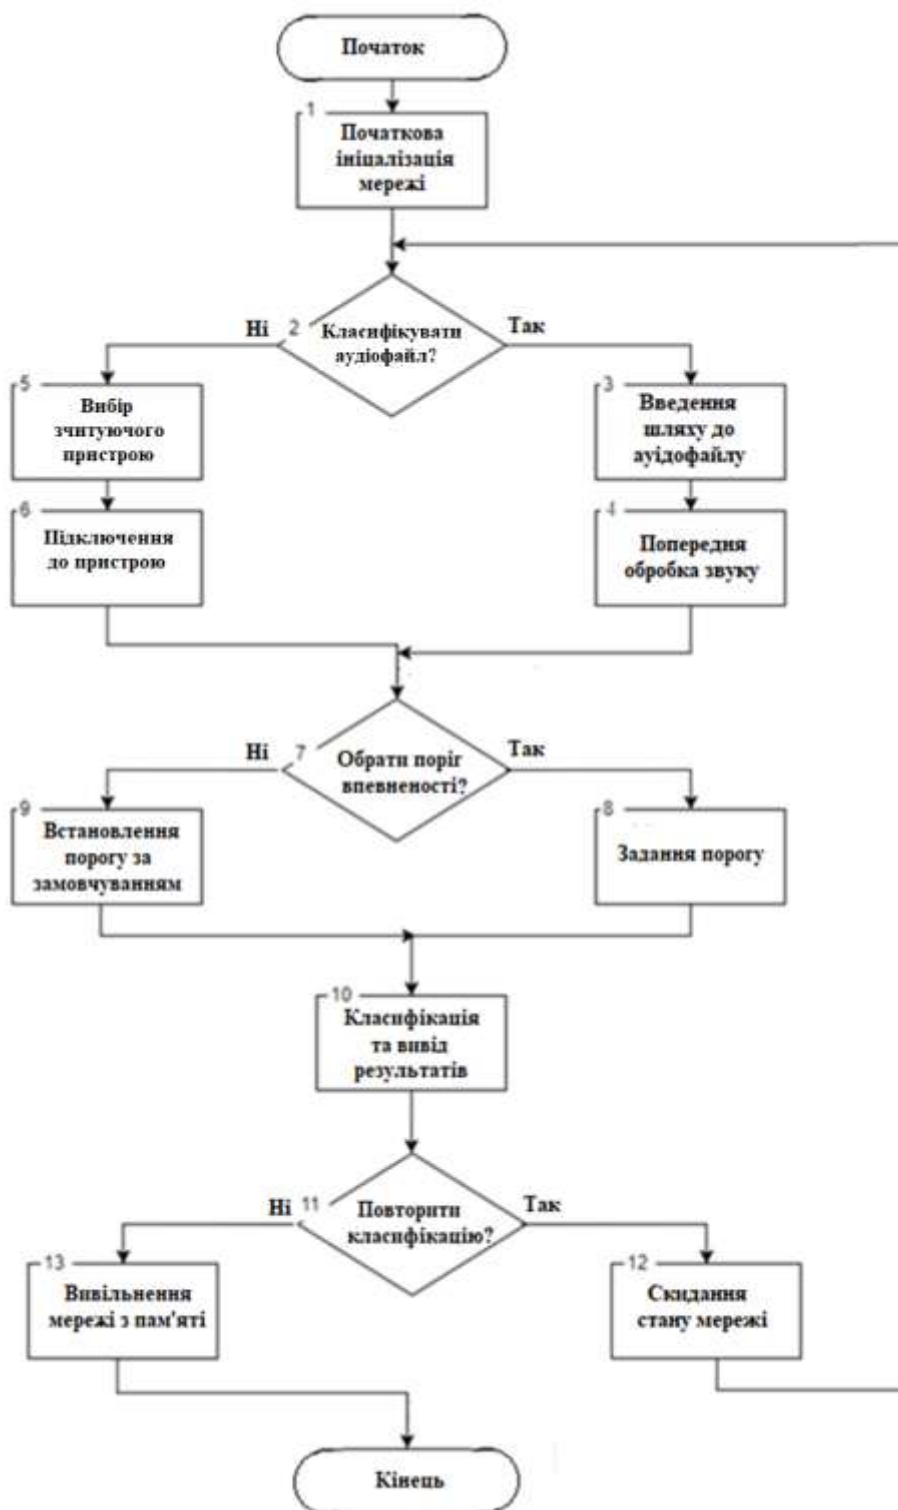 Початок
1
Початкова
ініцалізація
мережі
Ні
2
Класифікувати
аудіофайл?
Так
5
Вибір
зчитуючого
пристрою
3
Введення
шляху до
ауідофайлу
6
Підключення
до пристрою
4
Попередня
обробка звуку
Ні
7
Обрати поріг
впевненості?
Так
9
Встановлення
порогу за
замовчуванням
8
Задання порогу
10
Класифікація
та вивід
результатів
Ні
11
Повторити
класифікацію?
Так
13
Вивільнення
мережі з пам'яті
12
Скидання
стану мережі
Кінець